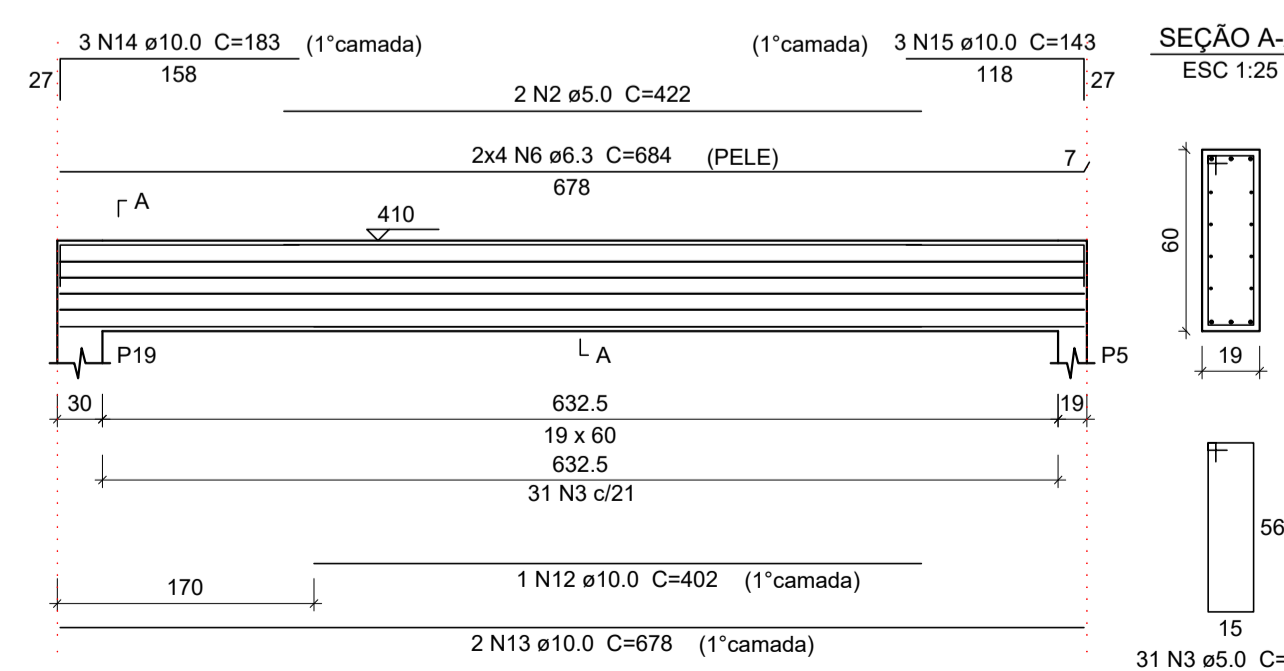 3 N14 ø10.0 C=183 (1°camada)
(1°camada) 3 N15 ø10.0 C=143
SEÇÃO A-
ESC 1:25
27
158
118
27
2 N2 ø5.0 C=422
2x4 N6 ø6.3 C=684 (PELE)
7
678
A
410
60
P19
A
P5
19
30
632.5
19
19 x 60
632.5
31 N3 c/21
56
170
1 N12 ø10.0 C=402 (1°camada)
15
2 N13 ø10.0 C=678 (1°camada)
31 N3 ø5.0 C=